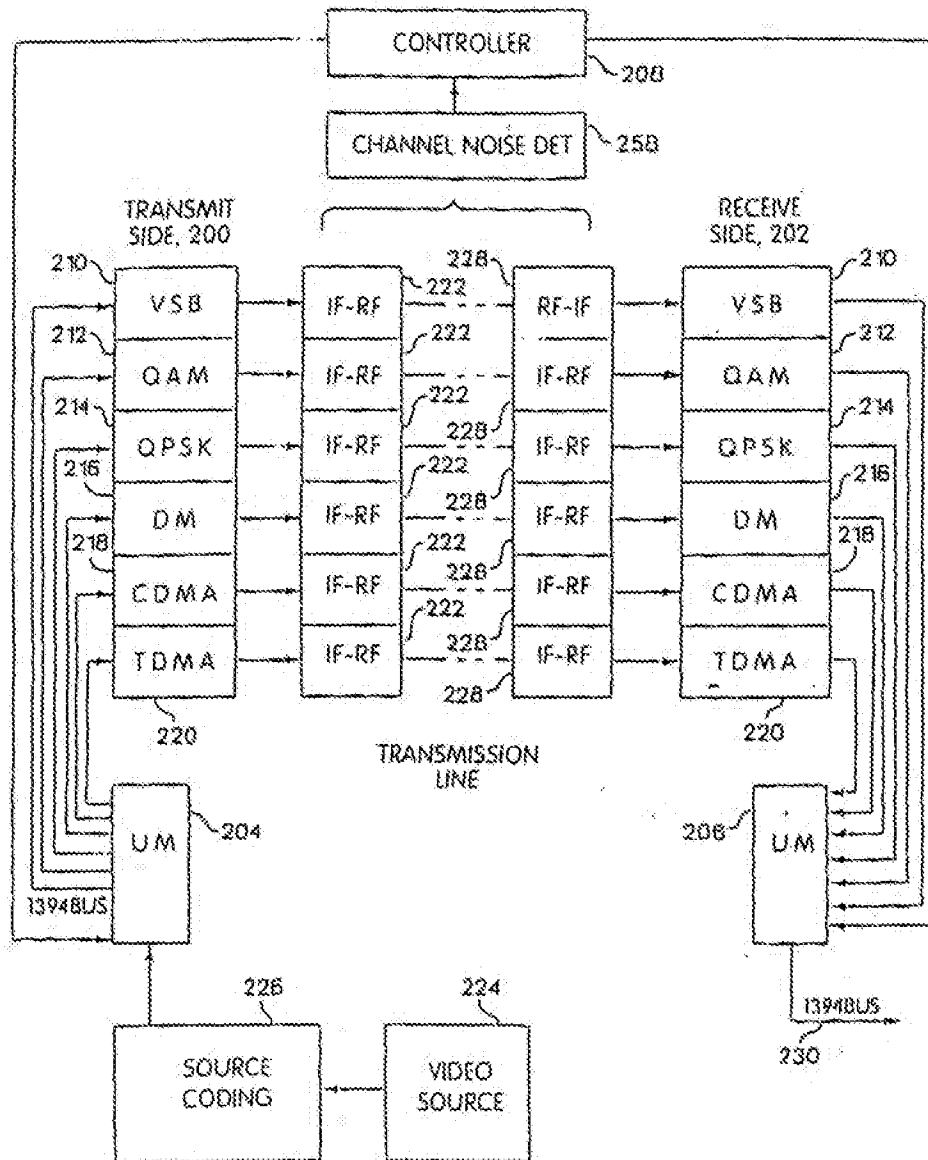 CONTROLLER
208
CHANNEL NOISE DET
258
TRANSMIT
SIDE, 200
RECEIVE
SIDE, 202
210
222
228
210
VSB
IF-RF
RF-IF
VSB
212
222
212
QAM
IF-RF
IF-RF
QAM
214
222
228
214
QPSK
IF-RF
IF-RF
QPSK
216
222
228
216
DM
IF-RF
IF-RF
DM
218
222
228
218
CDMA
IF-RF
IF-RF
CDMA
222
228
TDMA
IF-RF
IF-RF
TDMA
228
220
220
TRANSMISSION
LINE
UM
204
206
UM
1394BUS
226
224
1394BUS
230
SOURCE
CODING
VIDEO
SOURCE